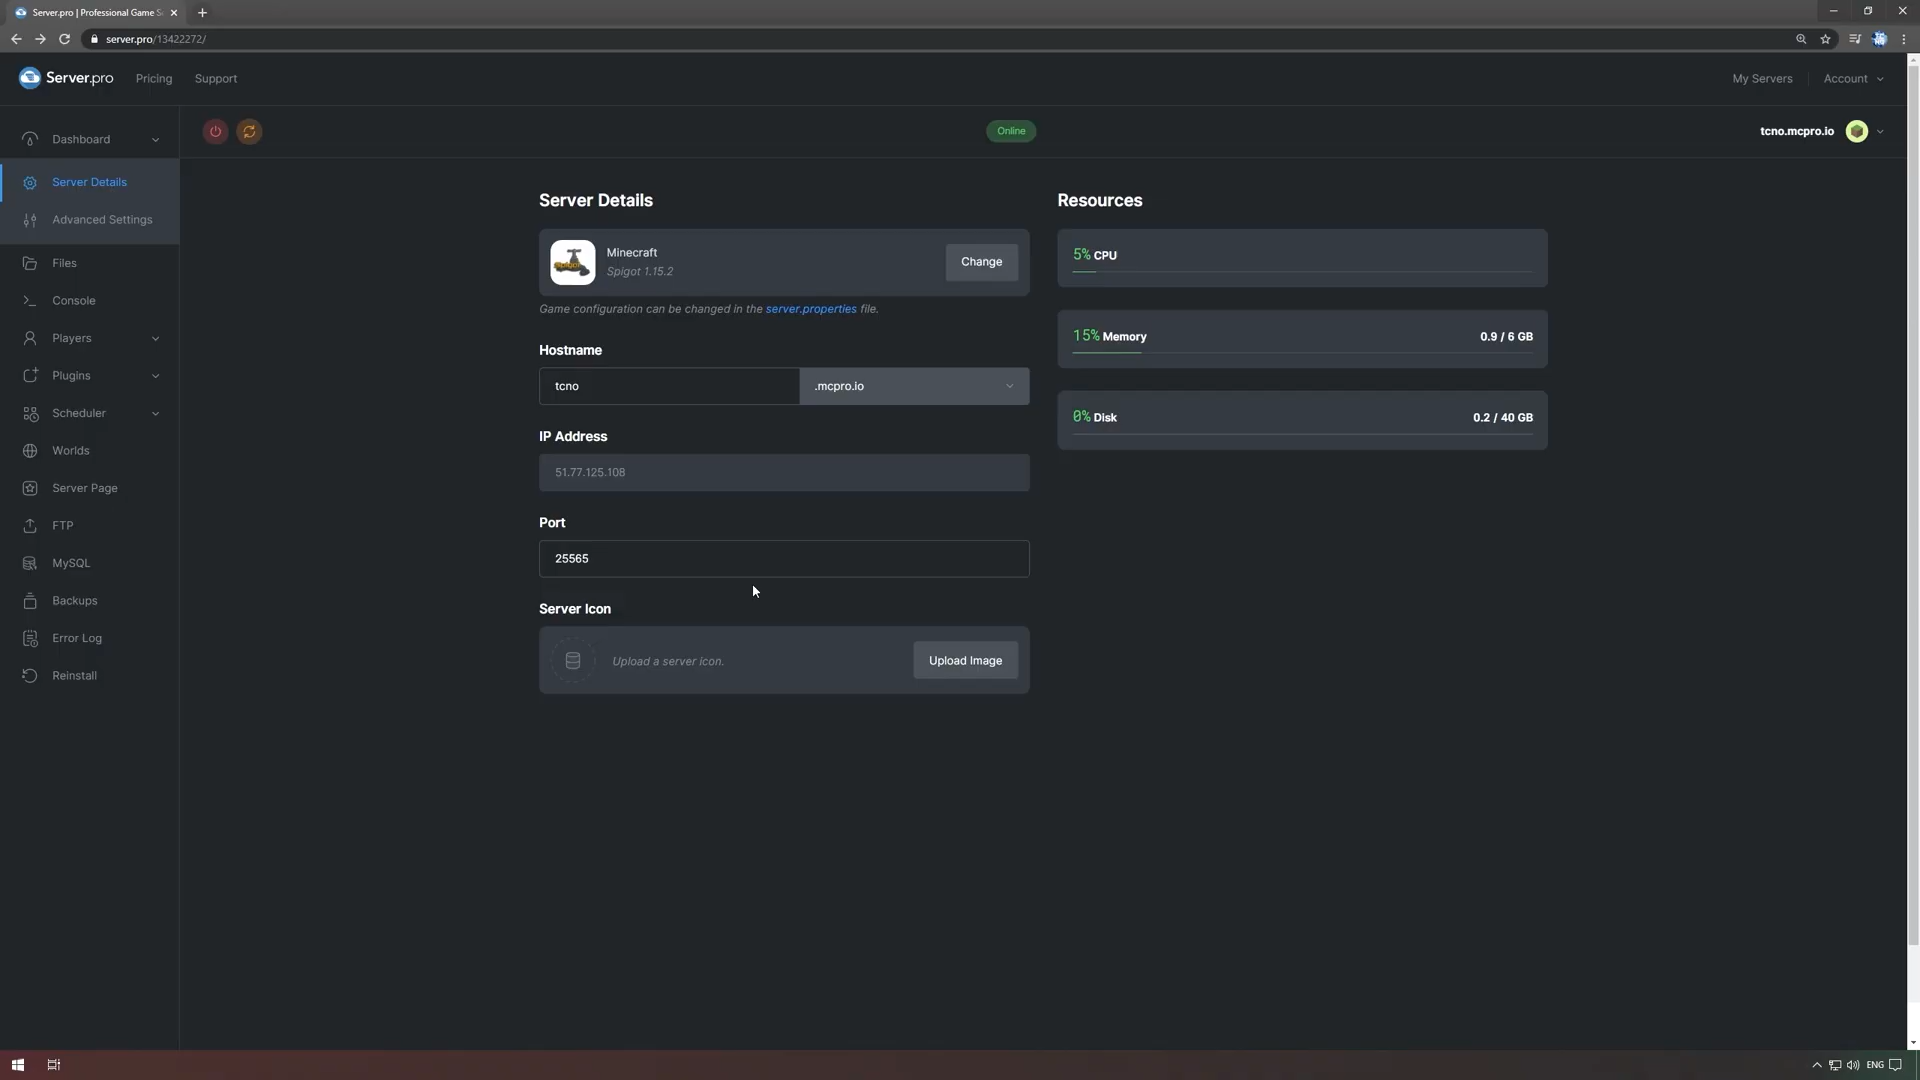 Server.pro | Professional Game S
server.pro/13422272/
Server.pro
Pricing
Support
My Servers
Account
Dashboard
Online
tcno.mcpro.io
Server Details
Advanced Settings
Files
Console
Players
Plugins
Scheduler
Worlds
Server Page
FTP
MySQL
Backups
Error Log
Reinstall
Server Details
Minecraft
Spigot 1.15.2
Change
Game configuration can be changed in the server.properties file.
Hostname
tcno
.mcpro.io
IP Address
51.77.125.108
Port
25565
Server Icon
Upload a server icon.
Upload Image
Resources
5% CPU
15% Memory
0.9 / 6 GB
0% Disk
0.2 / 40 GB
ENG